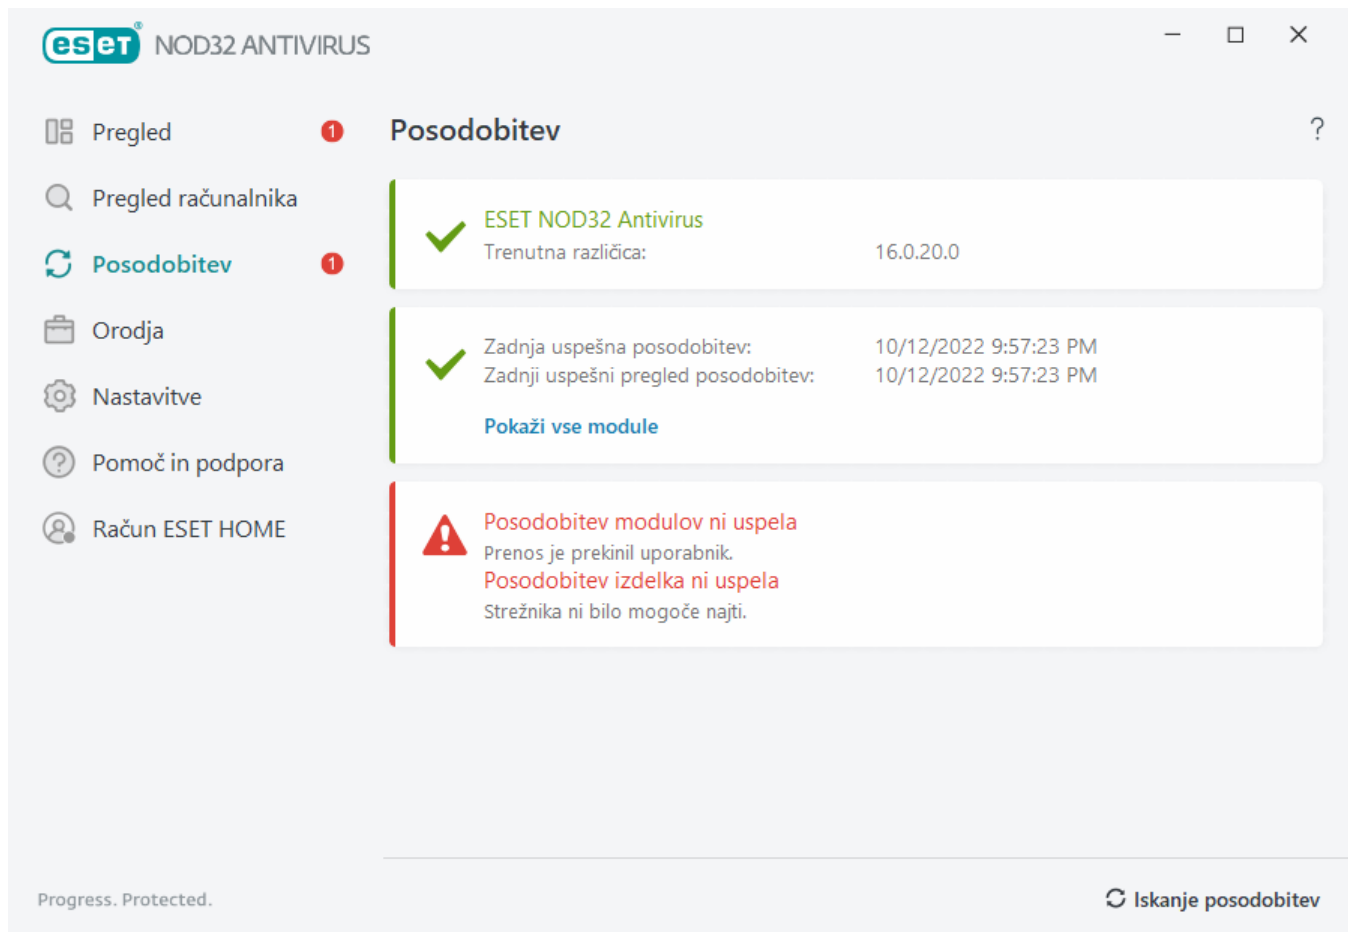 eset® NOD32 ANTIVIRUS
Pregled 1
Pregled računalnika
Posodobitev 1
Orodja
Nastavitve
Pomoč in podpora
Račun ESET HOME
Posodobitev ?
ESET NOD32 Antivirus
Trenutna različica: 16.0.20.0
Zadnja uspešna posodobitev: 10/12/2022 9:57:23 PM
Zadnji uspešni pregled posodobitev: 10/12/2022 9:57:23 PM
Pokaži vse module
Posodobitev modulov ni uspela
Prenos je prekinil uporabnik.
Posodobitev izdelka ni uspela
Strežnika ni bilo mogoče najti.
Progress. Protected.
Iskanje posodobitev